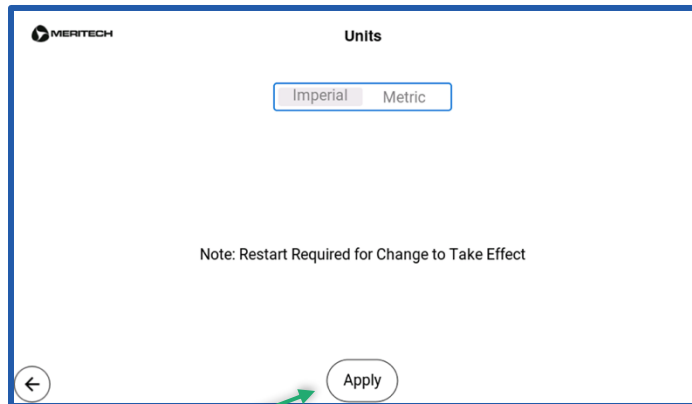 MERITECH
Units
Imperial Metric
Note: Restart Required for Change to Take Effect
Apply